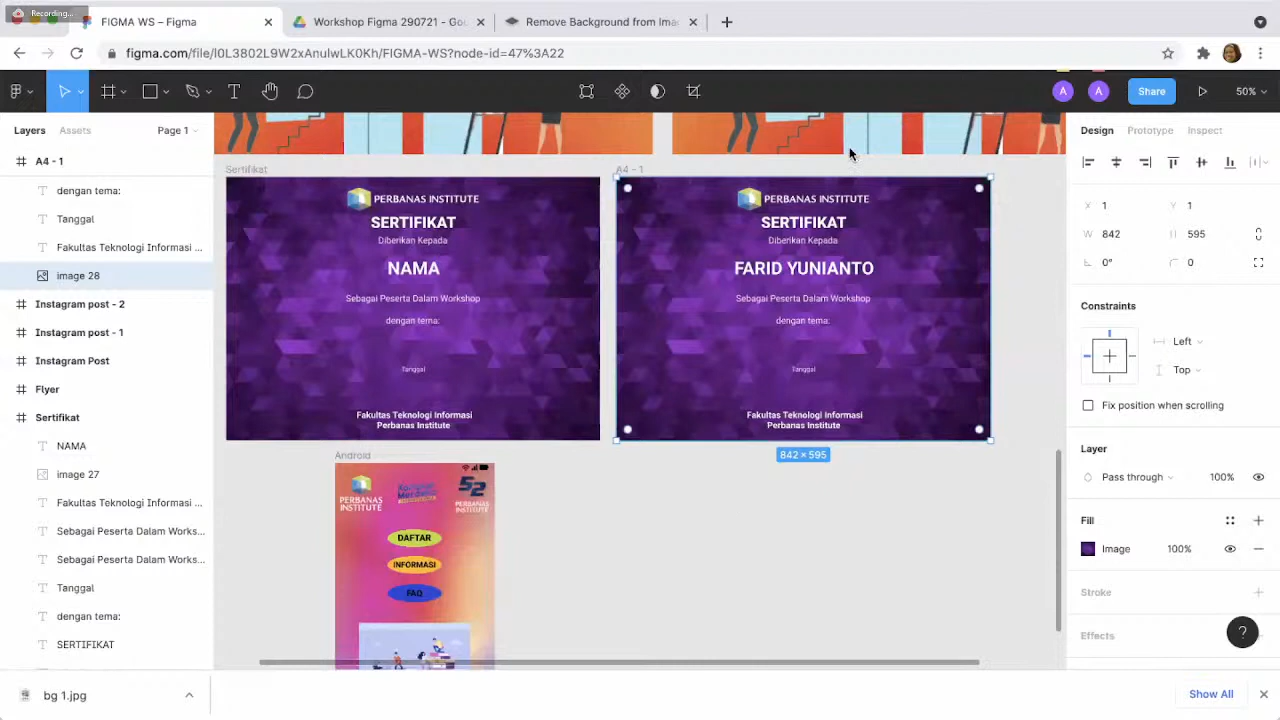 Recording...
FIGMA WS – Figma
Workshop Figma 290721 - Goo
Remove Background from Ima
figma.com/file/l0L3802L9W2xAnulwLK0Kh/FIGMA-WS?node-id=47%3A22
A
A
Share
50%
Layers
Assets
Page 1
A4 - 1
dengan tema:
Tanggal
Fakultas Teknologi Informasi ...
image 28
Instagram post - 2
Instagram post - 1
Instagram Post
Flyer
Sertifikat
NAMA
image 27
Fakultas Teknologi Informasi ...
Sebagai Peserta Dalam Works...
Sebagai Peserta Dalam Works...
Tanggal
dengan tema:
SERTIFIKAT
Sertifikat
PERBANAS INSTITUTE
SERTIFIKAT
Diberikan Kepada
NAMA
Sebagai Peserta Dalam Workshop
dengan tema:
Tanggal
Fakultas Teknologi Informasi
Perbanas Institute
A4 - 1
PERBANAS INSTITUTE
SERTIFIKAT
Diberikan Kepada
FARID YUNIANTO
Sebagai Peserta Dalam Workshop
dengan tema:
Tanggal
Fakultas Teknologi Informasi
Perbanas Institute
842 × 595
Android
PERBANAS
INSTITUTE
52
PERBANAS
INSTITUTE
DAFTAR
INFORMASI
FAQ
Design
Prototype
Inspect
X 1
Y 1
W 842
H 595
0°
0
Constraints
Left
Top
Fix position when scrolling
Layer
Pass through
100%
Fill
Image
100%
Stroke
Effects
?
bg 1.jpg
Show All